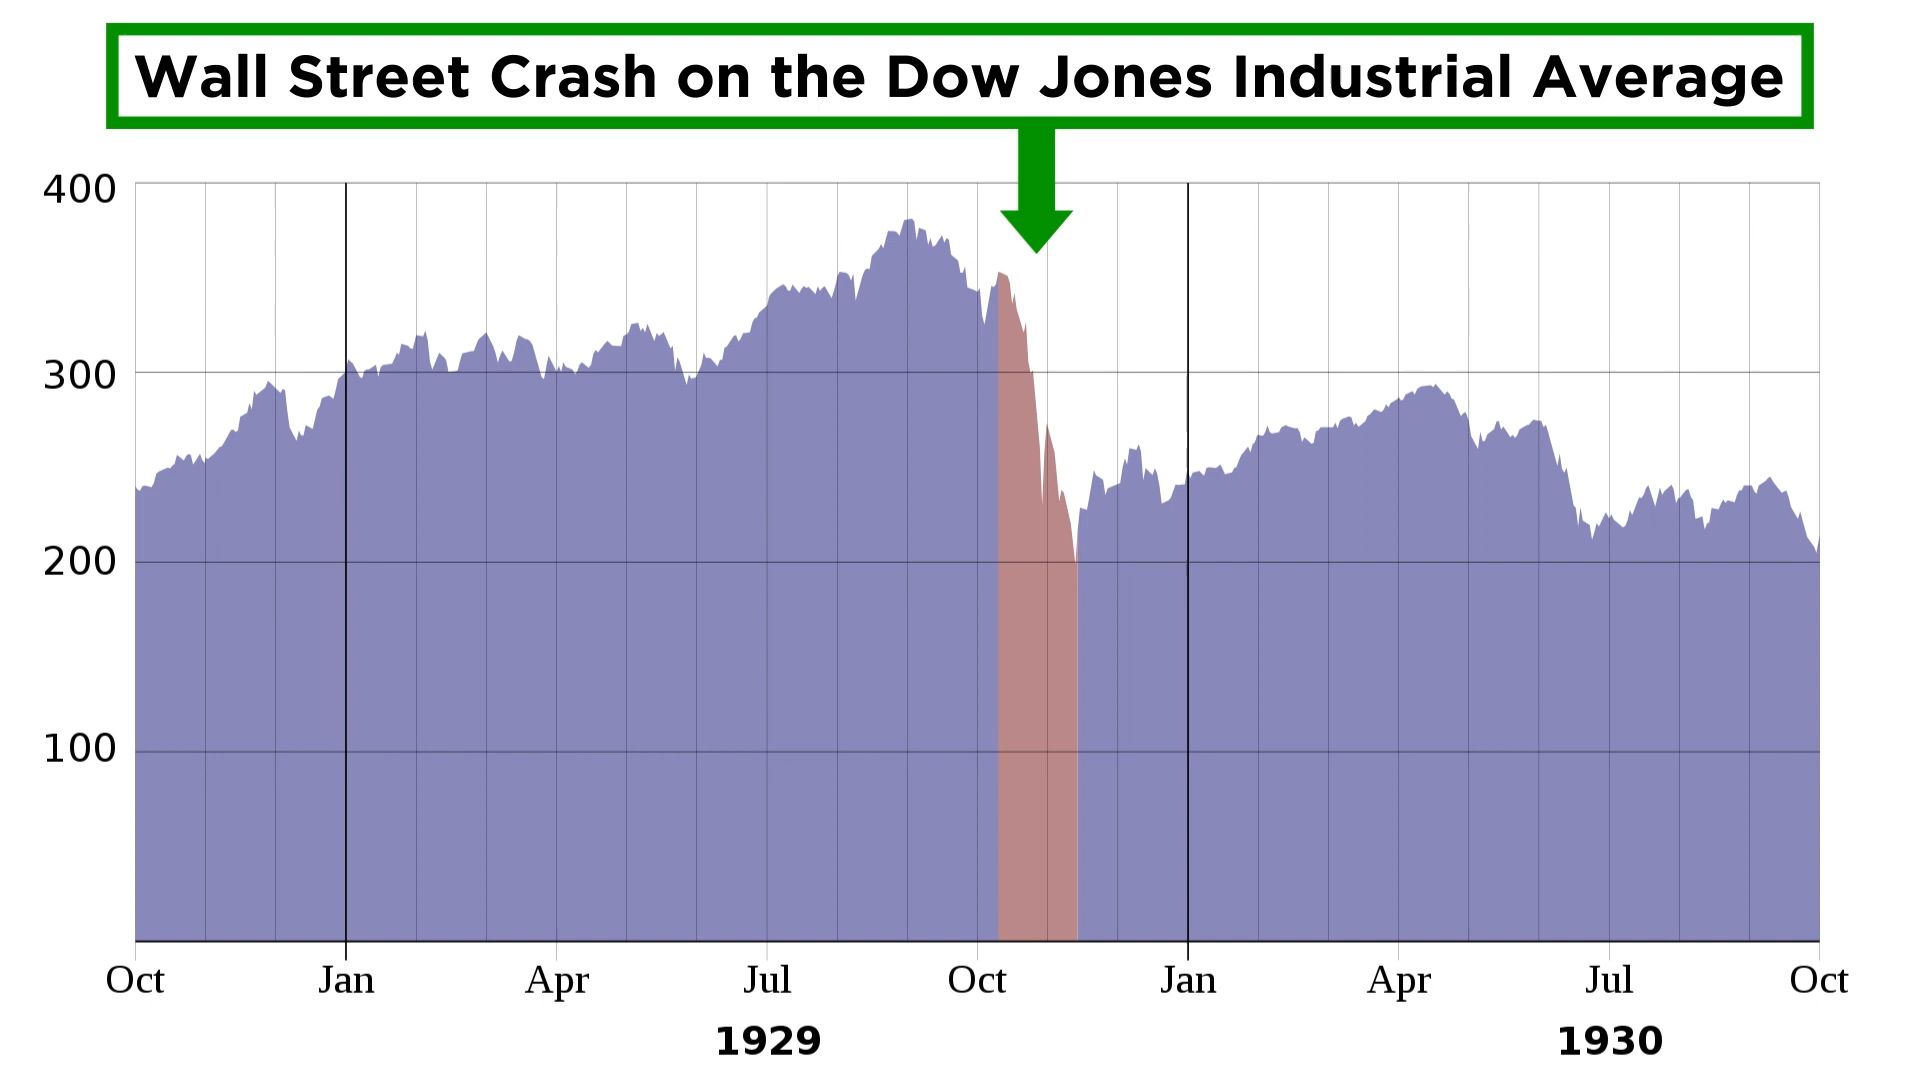 Wall Street Crash on the Dow Jones Industrial Average
400
300
200
100
Oct Jan Apr Jul Oct Jan Apr Jul Oct
1929 1930